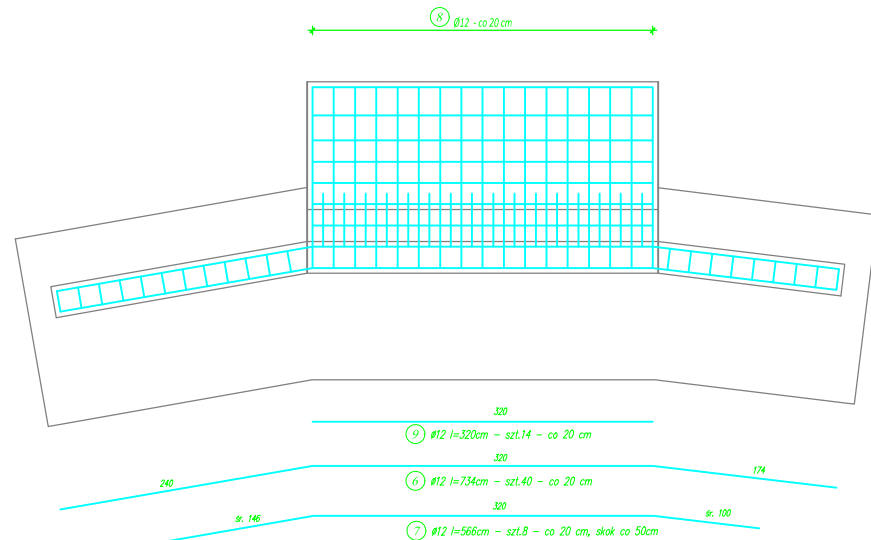 8 Ø12 - co 20 cm
320
9 Ø12 l=320cm – szt.14 – co 20 cm
320
240
174
6 Ø12 l=734cm – szt.40 – co 20 cm
320
śr. 146
śr. 100
7 Ø12 l=566cm – szt.8 – co 20 cm, skok co 50cm